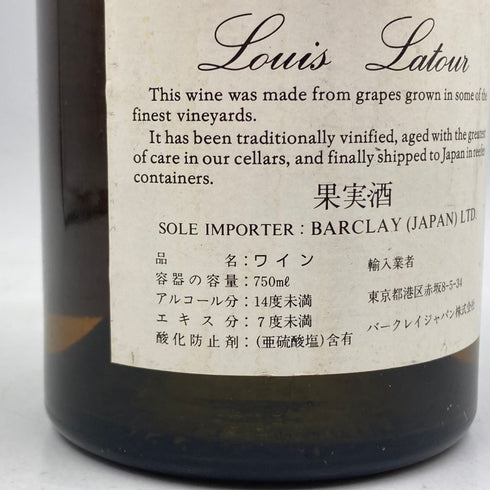 Louis Latour
This wine was made from grapes grown in some of the
finest vineyards.
It has been traditionally vinified, aged with the greatest
of care in our cellars, and finally shipped to Japan in reefer
containers.
果実酒
SOLE IMPORTER : BARCLAY (JAPAN) LTD.
品名:ワイン
容器の容量:750mℓ
アルコール分:14度未満
エキス分:7度未満
酸化防止剤:(亜硫酸塩)含有
輸入業者
東京都港区赤坂8-5-34
バークレイジャパン株式会社